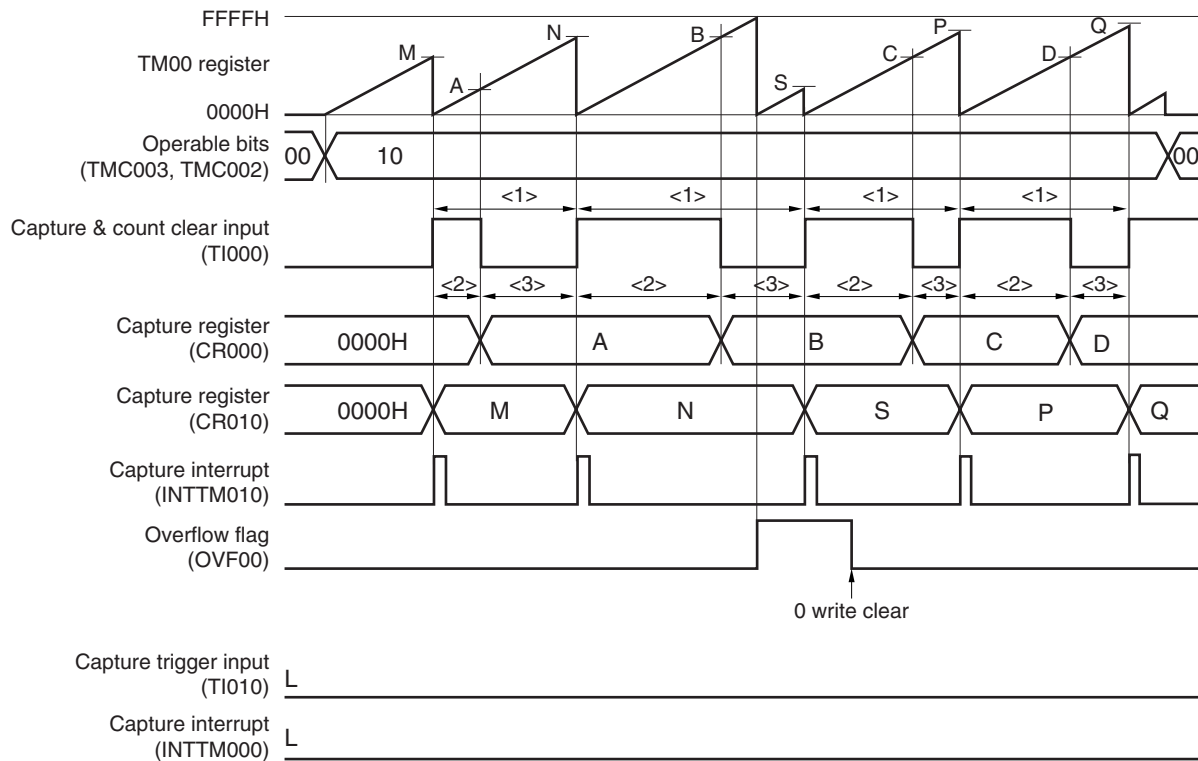 FFFFH
TM00 register
0000H
M
A
N
B
S
C
P
D
Q
Operable bits
(TMC003, TMC002)
00
10
00
<1>
<1>
<1>
<1>
Capture & count clear input
(TI000)
<2>
<3>
<2>
<3>
<2>
<3>
<2>
<3>
Capture register
(CR000)
0000H
A
B
C
D
Capture register
(CR010)
0000H
M
N
S
P
Q
Capture interrupt
(INTTM010)
Overflow flag
(OVF00)
0 write clear
Capture trigger input
(TI010)
L
Capture interrupt
(INTTM000)
L